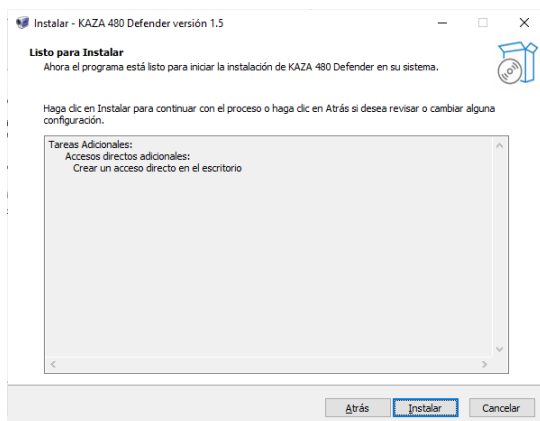 Instalar - KAZA 480 Defender versión 1.5
Listo para Instalar
Ahora el programa está listo para iniciar la instalación de KAZA 480 Defender en su sistema.
Haga clic en Instalar para continuar con el proceso o haga clic en Atrás si desea revisar o cambiar alguna
configuración.
Tareas Adicionales:
Accesos directos adicionales:
Crear un acceso directo en el escritorio
Atrás
Instalar
Cancelar